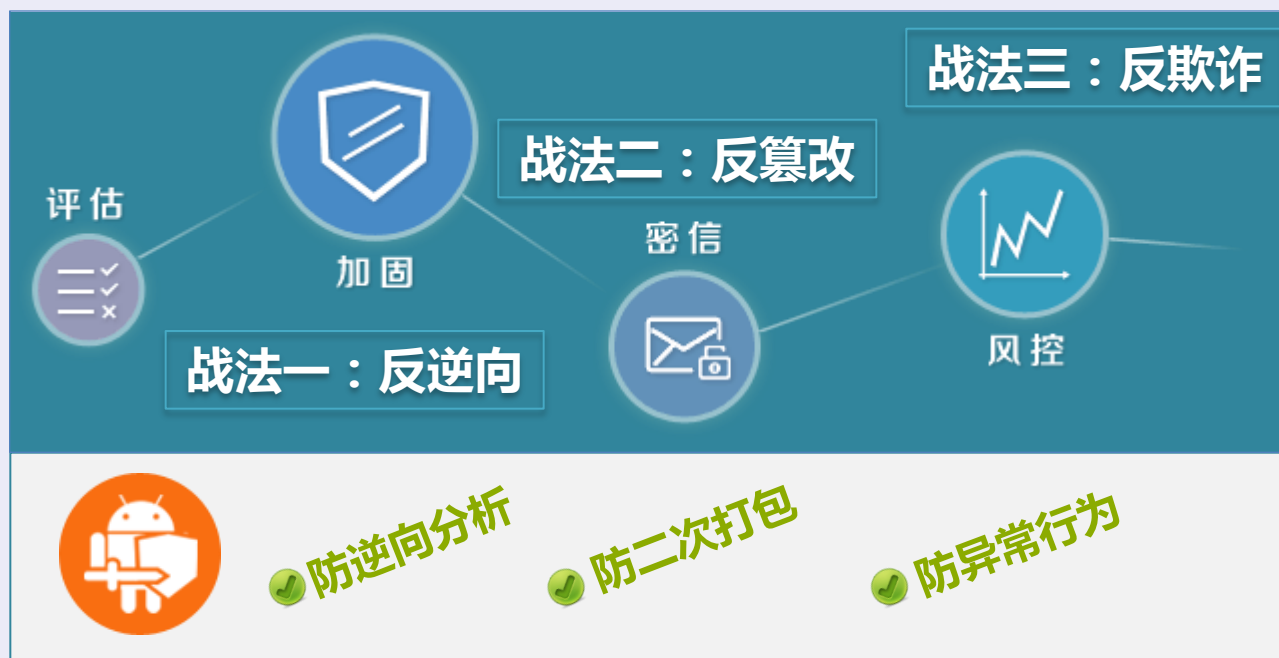 战法三：反欺诈
战法二：反篡改
评估
密信
加固
风控
战法一：反逆向
防逆向分析
防二次打包
防异常行为